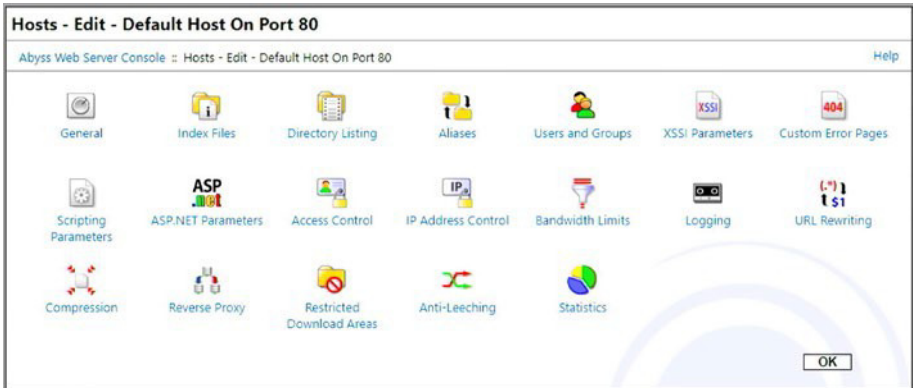 Hosts - Edit - Default Host On Port 80
Abyss Web Server Console :: Hosts - Edit - Default Host On Port 80 Help
i XSSI 404
General Index Files Directory Listing Aliases Users and Groups XSSI Parameters Custom Error Pages
ASP .net IP (.*) $1
Scripting Parameters ASP.NET Parameters Access Control IP Address Control Bandwidth Limits Logging URL Rewriting
Compression Reverse Proxy Restricted Download Areas Anti-Leeching Statistics
OK